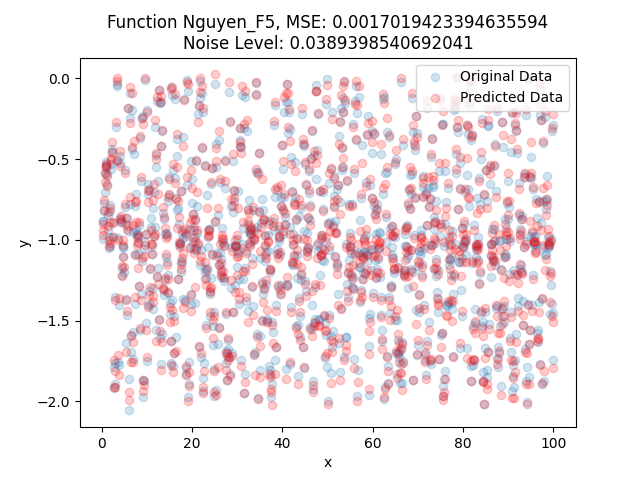 Function Nguyen_F5, MSE: 0.0017019423394635594
Noise Level: 0.0389398540692041
Original Data
Predicted Data
0.0
−0.5
−1.0
−1.5
−2.0
y
0 20 40 60 80 100
x